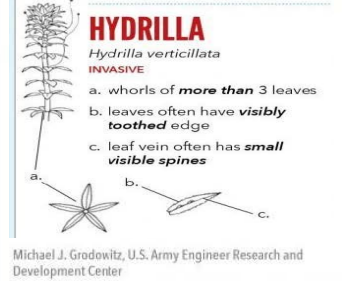 HYDRILLA
Hydrilla verticillata
INVASIVE
a. whorls of more than 3 leaves
b. leaves often have visibly
toothed edge
c. leaf vein often has small
visible spines
a.
b.
c.
Michael J. Grodowitz, U.S. Army Engineer Research and
Development Center